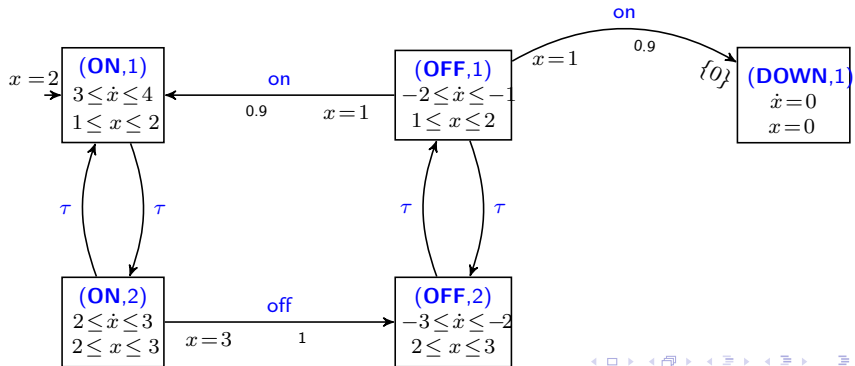 on
x=1
0.9
{0}
x=2
(ON,1)
3≤ẋ≤4
1≤ x ≤2
on
0.9
x=1
(OFF,1)
−2≤ẋ≤−1
1≤ x ≤2
(DOWN,1)
ẋ=0
x=0
τ
τ
τ
τ
(ON,2)
2≤ẋ≤3
2≤ x ≤3
off
x=3
1
(OFF,2)
−3≤ẋ≤−2
2≤ x ≤3